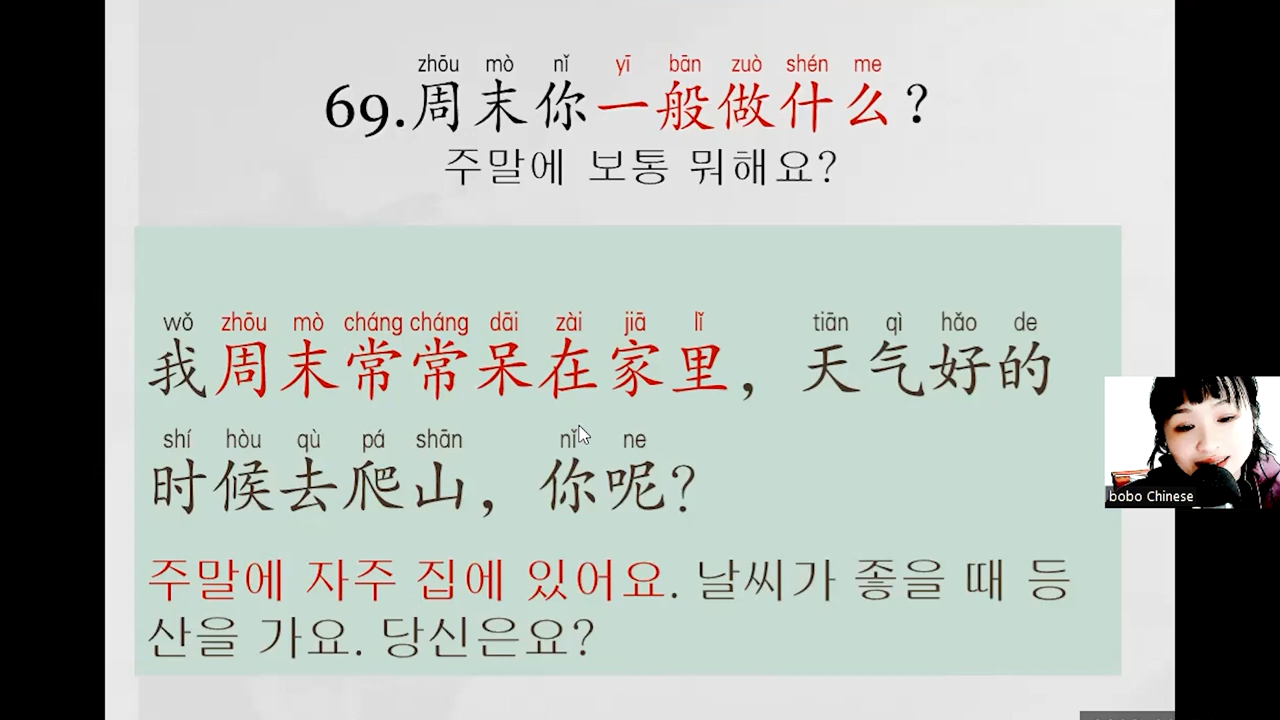 zhōu mò nǐ yī bān zuò shén me
69.周末你一般做什么？
주말에 보통 뭐해요?
wǒ zhōu mò cháng cháng dāi zài jiā lǐ tiān qì hǎo de
我周末常常呆在家里，天气好的
shí hòu qù pá shān nǐ ne
时候去爬山，你呢？
주말에 자주 집에 있어요. 날씨가 좋을 때 등
산을 가요. 당신은요?
bobo Chinese